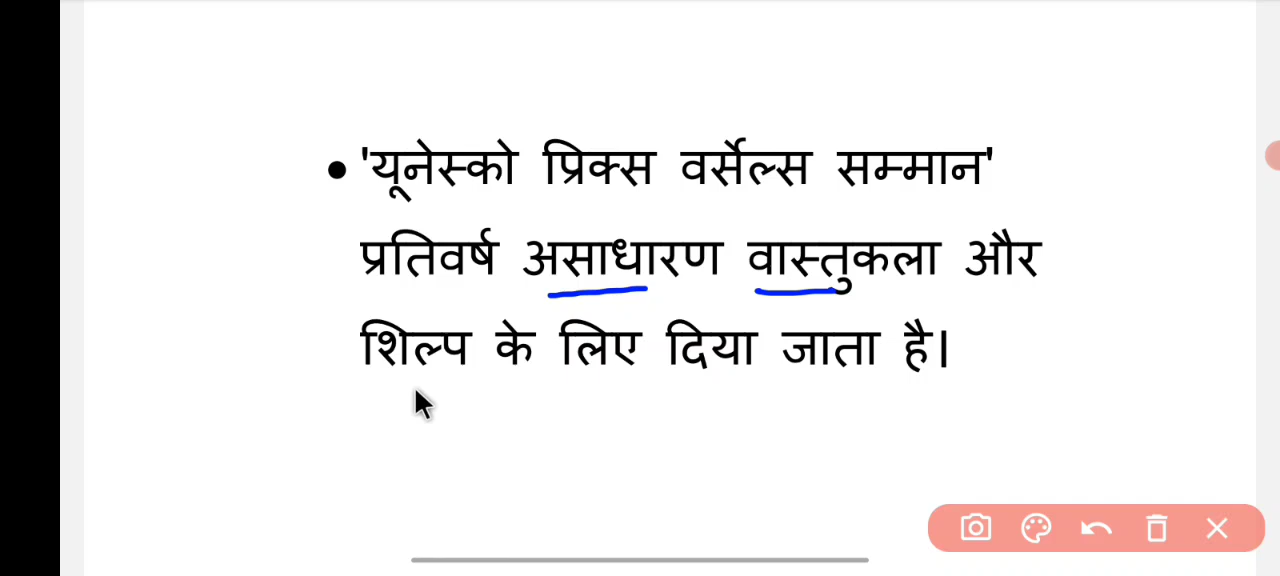 • 'यूनेस्को प्रिक्स वर्सेल्स सम्मान'
प्रतिवर्ष असाधारण वास्तुकला और
शिल्प के लिए दिया जाता है।